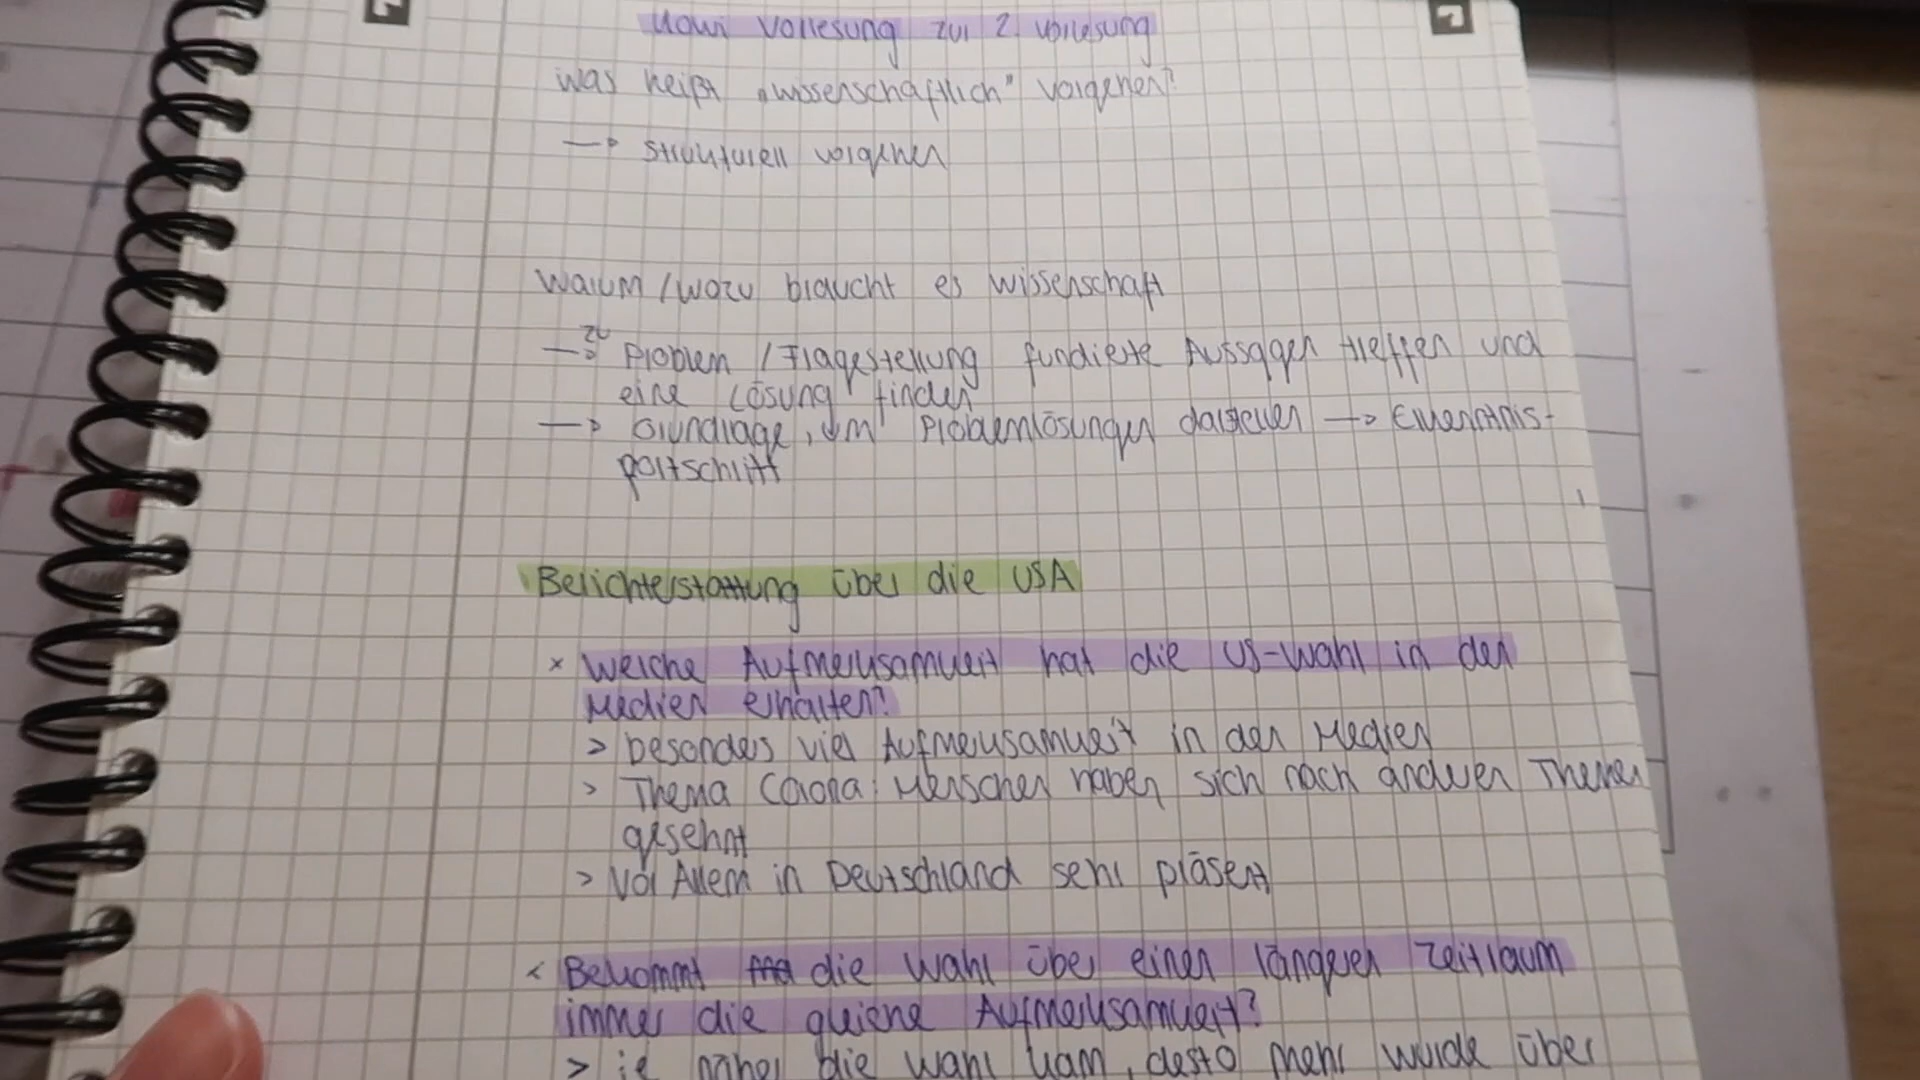 Kowi Vorlesung zur 2. Vorlesung
Was heißt „wissenschaftlich" vorgehen?
—> strukturell vorgehen
Warum/wozu braucht es Wissenschaft
—> zu Problem/Fragestellung fundierte Aussagen treffen und
eine Lösung finden
—> Grundlage, um Problemlösungen darstellen —> Erkenntnis-
fortschritt
Berichterstattung über die USA
x Welche Aufmerksamkeit hat die US-Wahl in den
Medien erhalten?
> besonders viel Aufmerksamkeit in den Medien
> Thema Corona: Menschen haben sich nach anderen Themen
gesehnt
> Vor Allem in Deutschland sehr präsent
< Bekommt die Wahl über einen längeren Zeitraum
immer die gleiche Aufmerksamkeit?
> je näher die Wahl kam, desto mehr wurde über